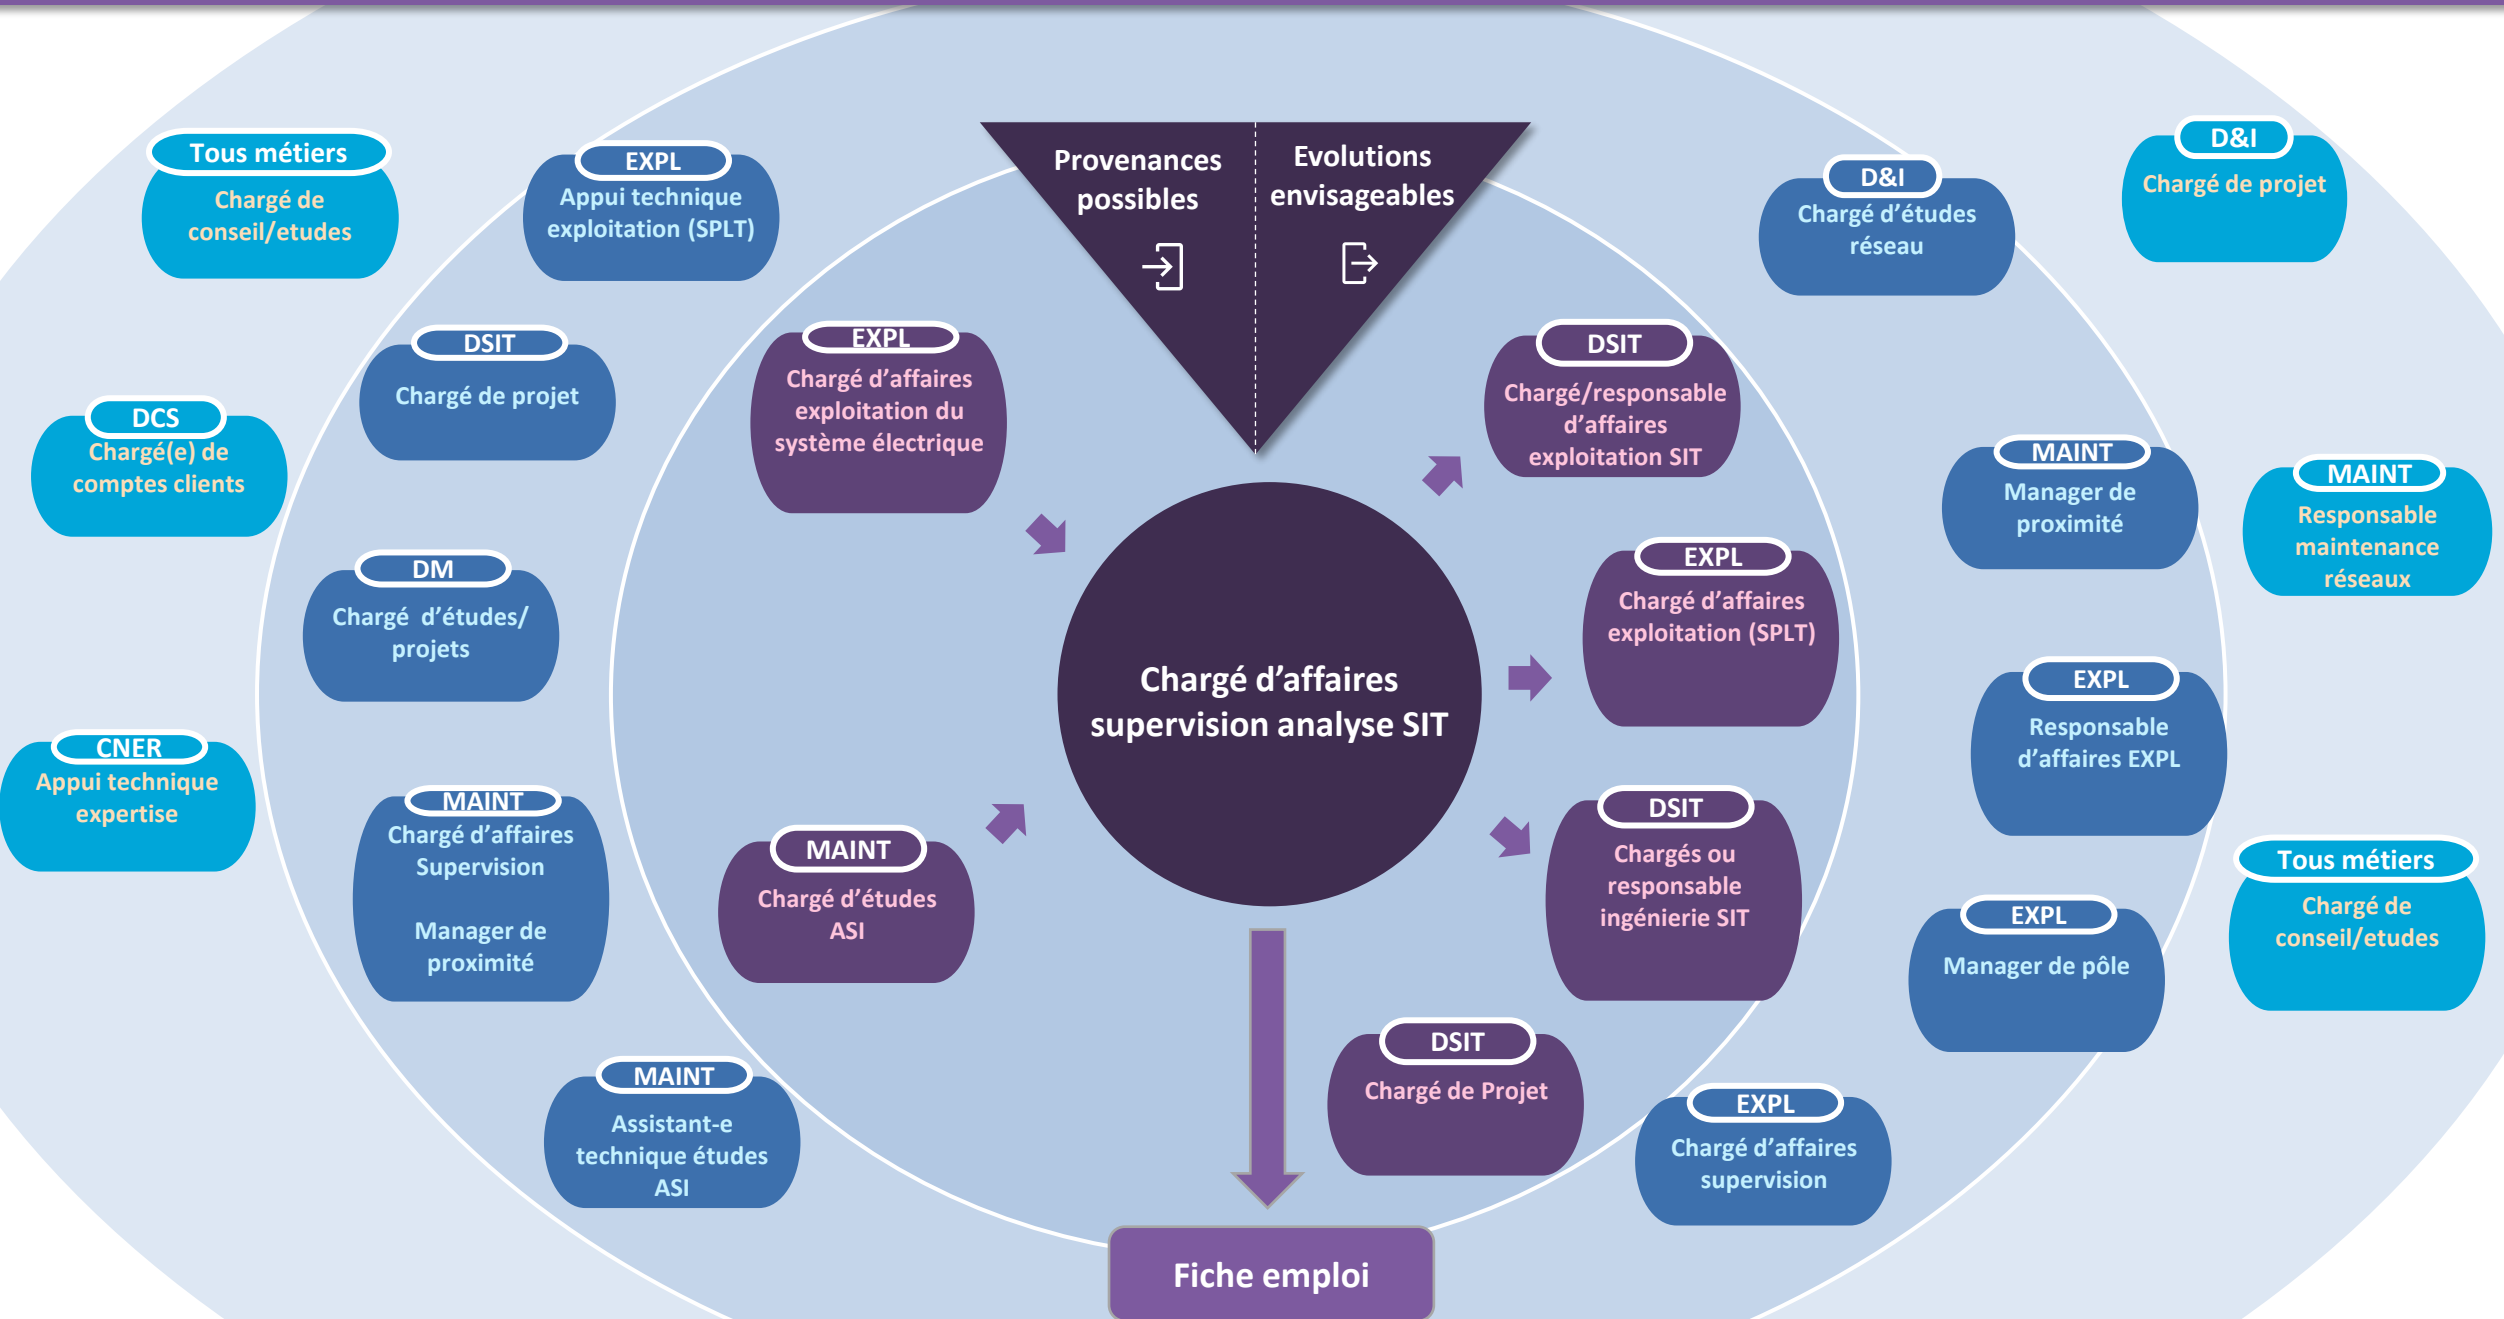 Provenances
possibles
Evolutions
envisageables
Tous métiers
Chargé de
conseil/etudes
EXPL
Appui technique
exploitation (SPLT)
DSIT
Chargé de projet
DCS
Chargé(e) de
comptes clients
DM
Chargé d’études/
projets
CNER
Appui technique
expertise
MAINT
Chargé d’affaires
Supervision
Manager de
proximité
MAINT
Assistant-e
technique études
ASI
EXPL
Chargé d’affaires
exploitation du
système électrique
MAINT
Chargé d’études
ASI
Chargé d’affaires
supervision analyse SIT
DSIT
Chargé/responsable
d’affaires
exploitation SIT
EXPL
Chargé d’affaires
exploitation (SPLT)
DSIT
Chargés ou
responsable
ingénierie SIT
DSIT
Chargé de Projet
D&I
Chargé d’études
réseau
MAINT
Manager de
proximité
EXPL
Responsable
d’affaires EXPL
EXPL
Manager de pôle
EXPL
Chargé d’affaires
supervision
D&I
Chargé de projet
MAINT
Responsable
maintenance
réseaux
Tous métiers
Chargé de
conseil/etudes
Fiche emploi